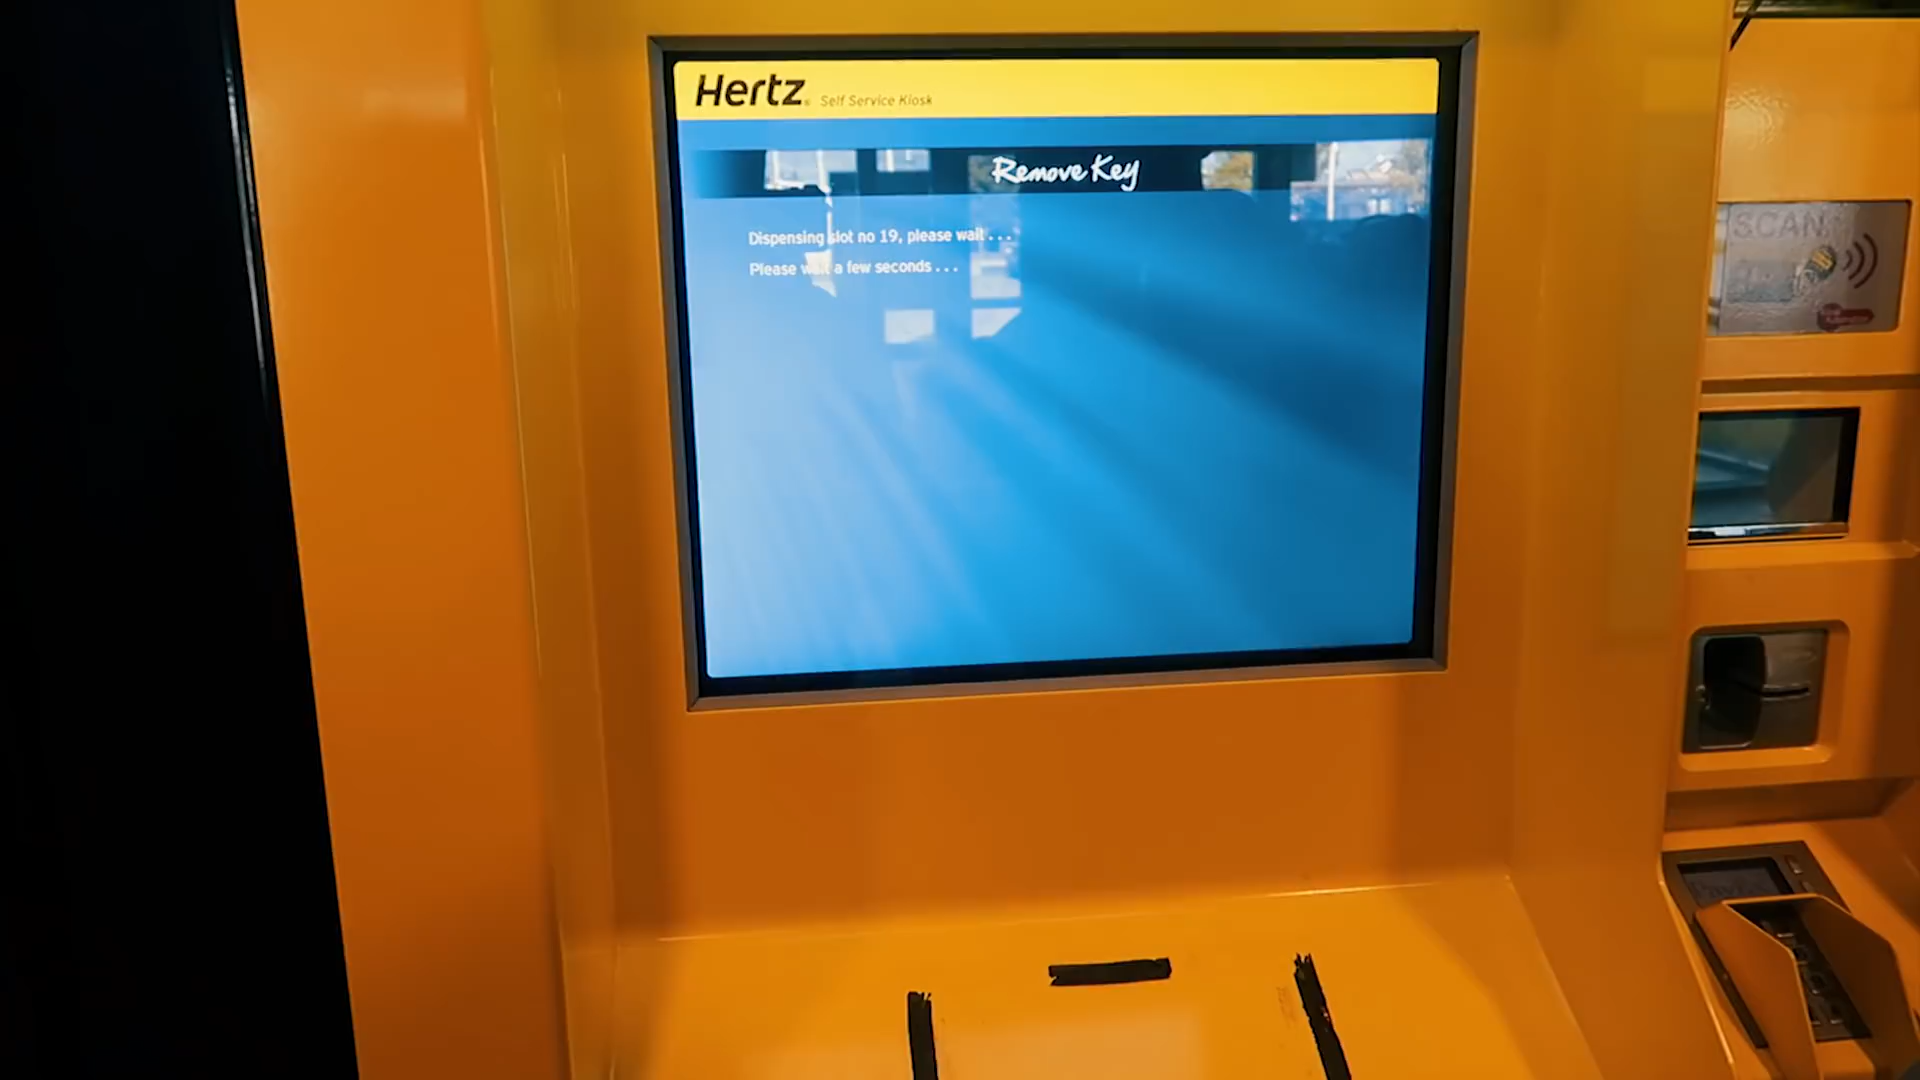 Hertz
Self Service Kiosk
Remove Key
Dispensing slot no 19, please wait . . .
Please wait a few seconds . . .
SCAN